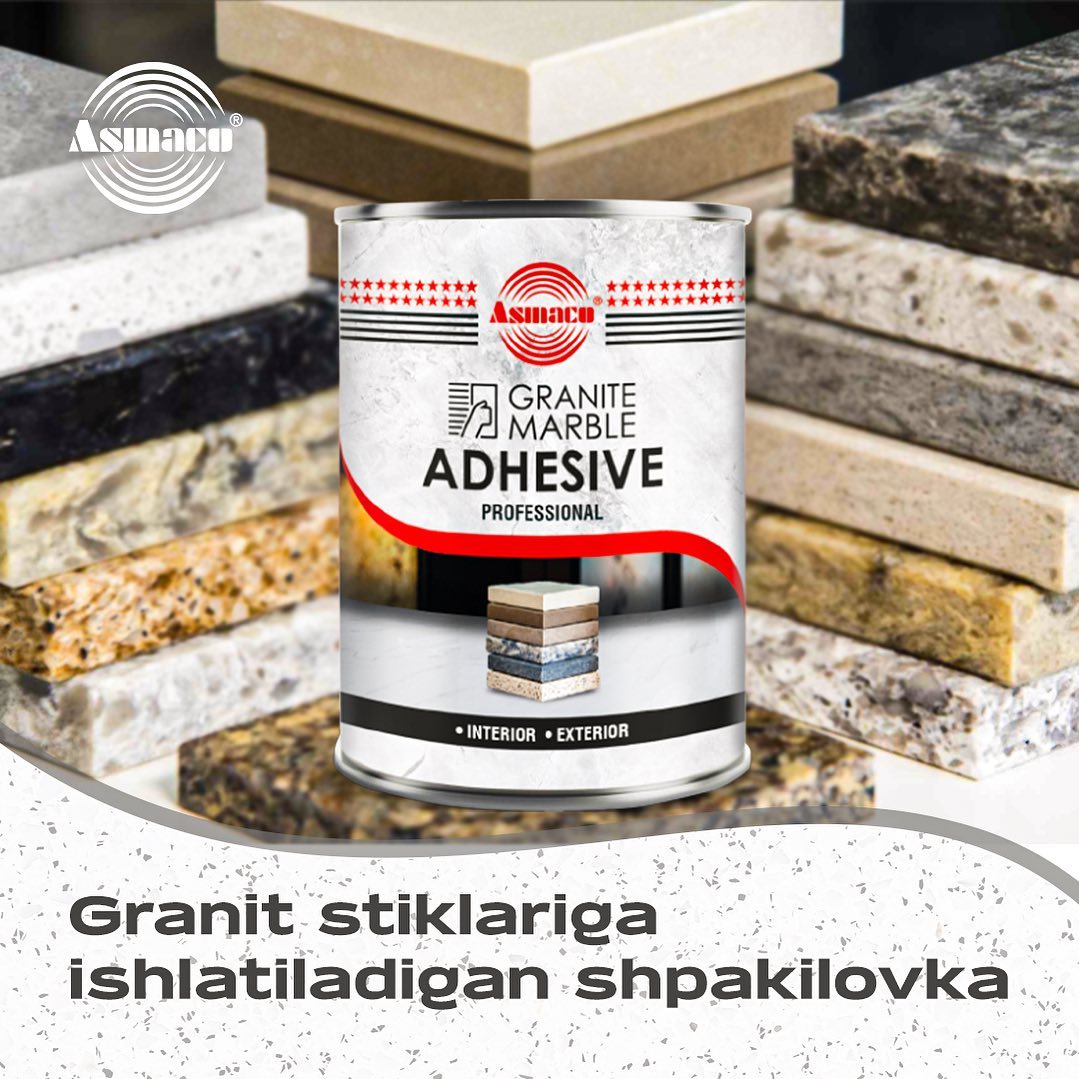 Asmaco®
Asmaco®
GRANITE
MARBLE
ADHESIVE
PROFESSIONAL
• INTERIOR • EXTERIOR
Granit stiklariga
ishlatiladigan shpakilovka